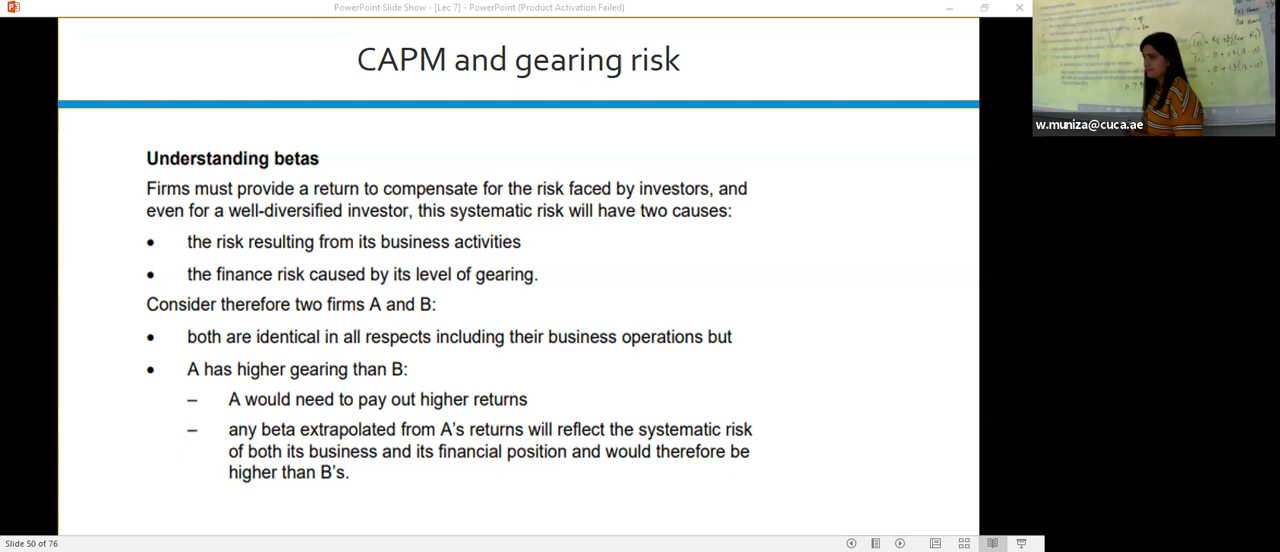 PowerPoint Slide Show - [Lec 7] - PowerPoint (Product Activation Failed)
CAPM and gearing risk
w.muniza@cuca.ae
Understanding betas
Firms must provide a return to compensate for the risk faced by investors, and
even for a well-diversified investor, this systematic risk will have two causes:
• the risk resulting from its business activities
• the finance risk caused by its level of gearing.
Consider therefore two firms A and B:
• both are identical in all respects including their business operations but
• A has higher gearing than B:
– A would need to pay out higher returns
– any beta extrapolated from A's returns will reflect the systematic risk
of both its business and its financial position and would therefore be
higher than B's.
Slide 50 of 76